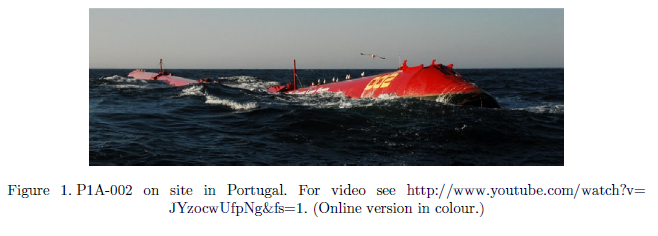 Figure 1. P1A-002 on site in Portugal. For video see http://www.youtube.com/watch?v=
JYzocwUfpNg&fs=1. (Online version in colour.)